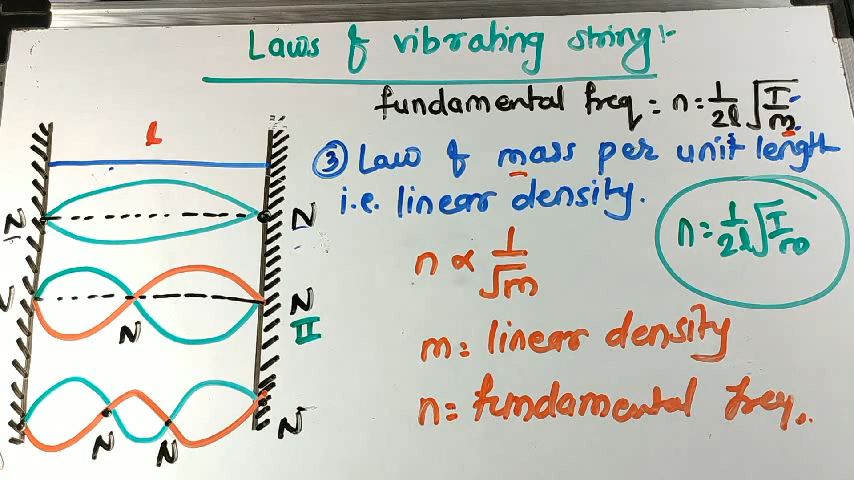 Laws of vibrating string:-
fundamental freq = n = 1/2l √T/m
l
③ Law of mass per unit length
i.e. linear density.
n = 1/2l √T/m
n ∝ 1/√m
m = linear density
n = fundamental freq.
N N
N N
II
N N N